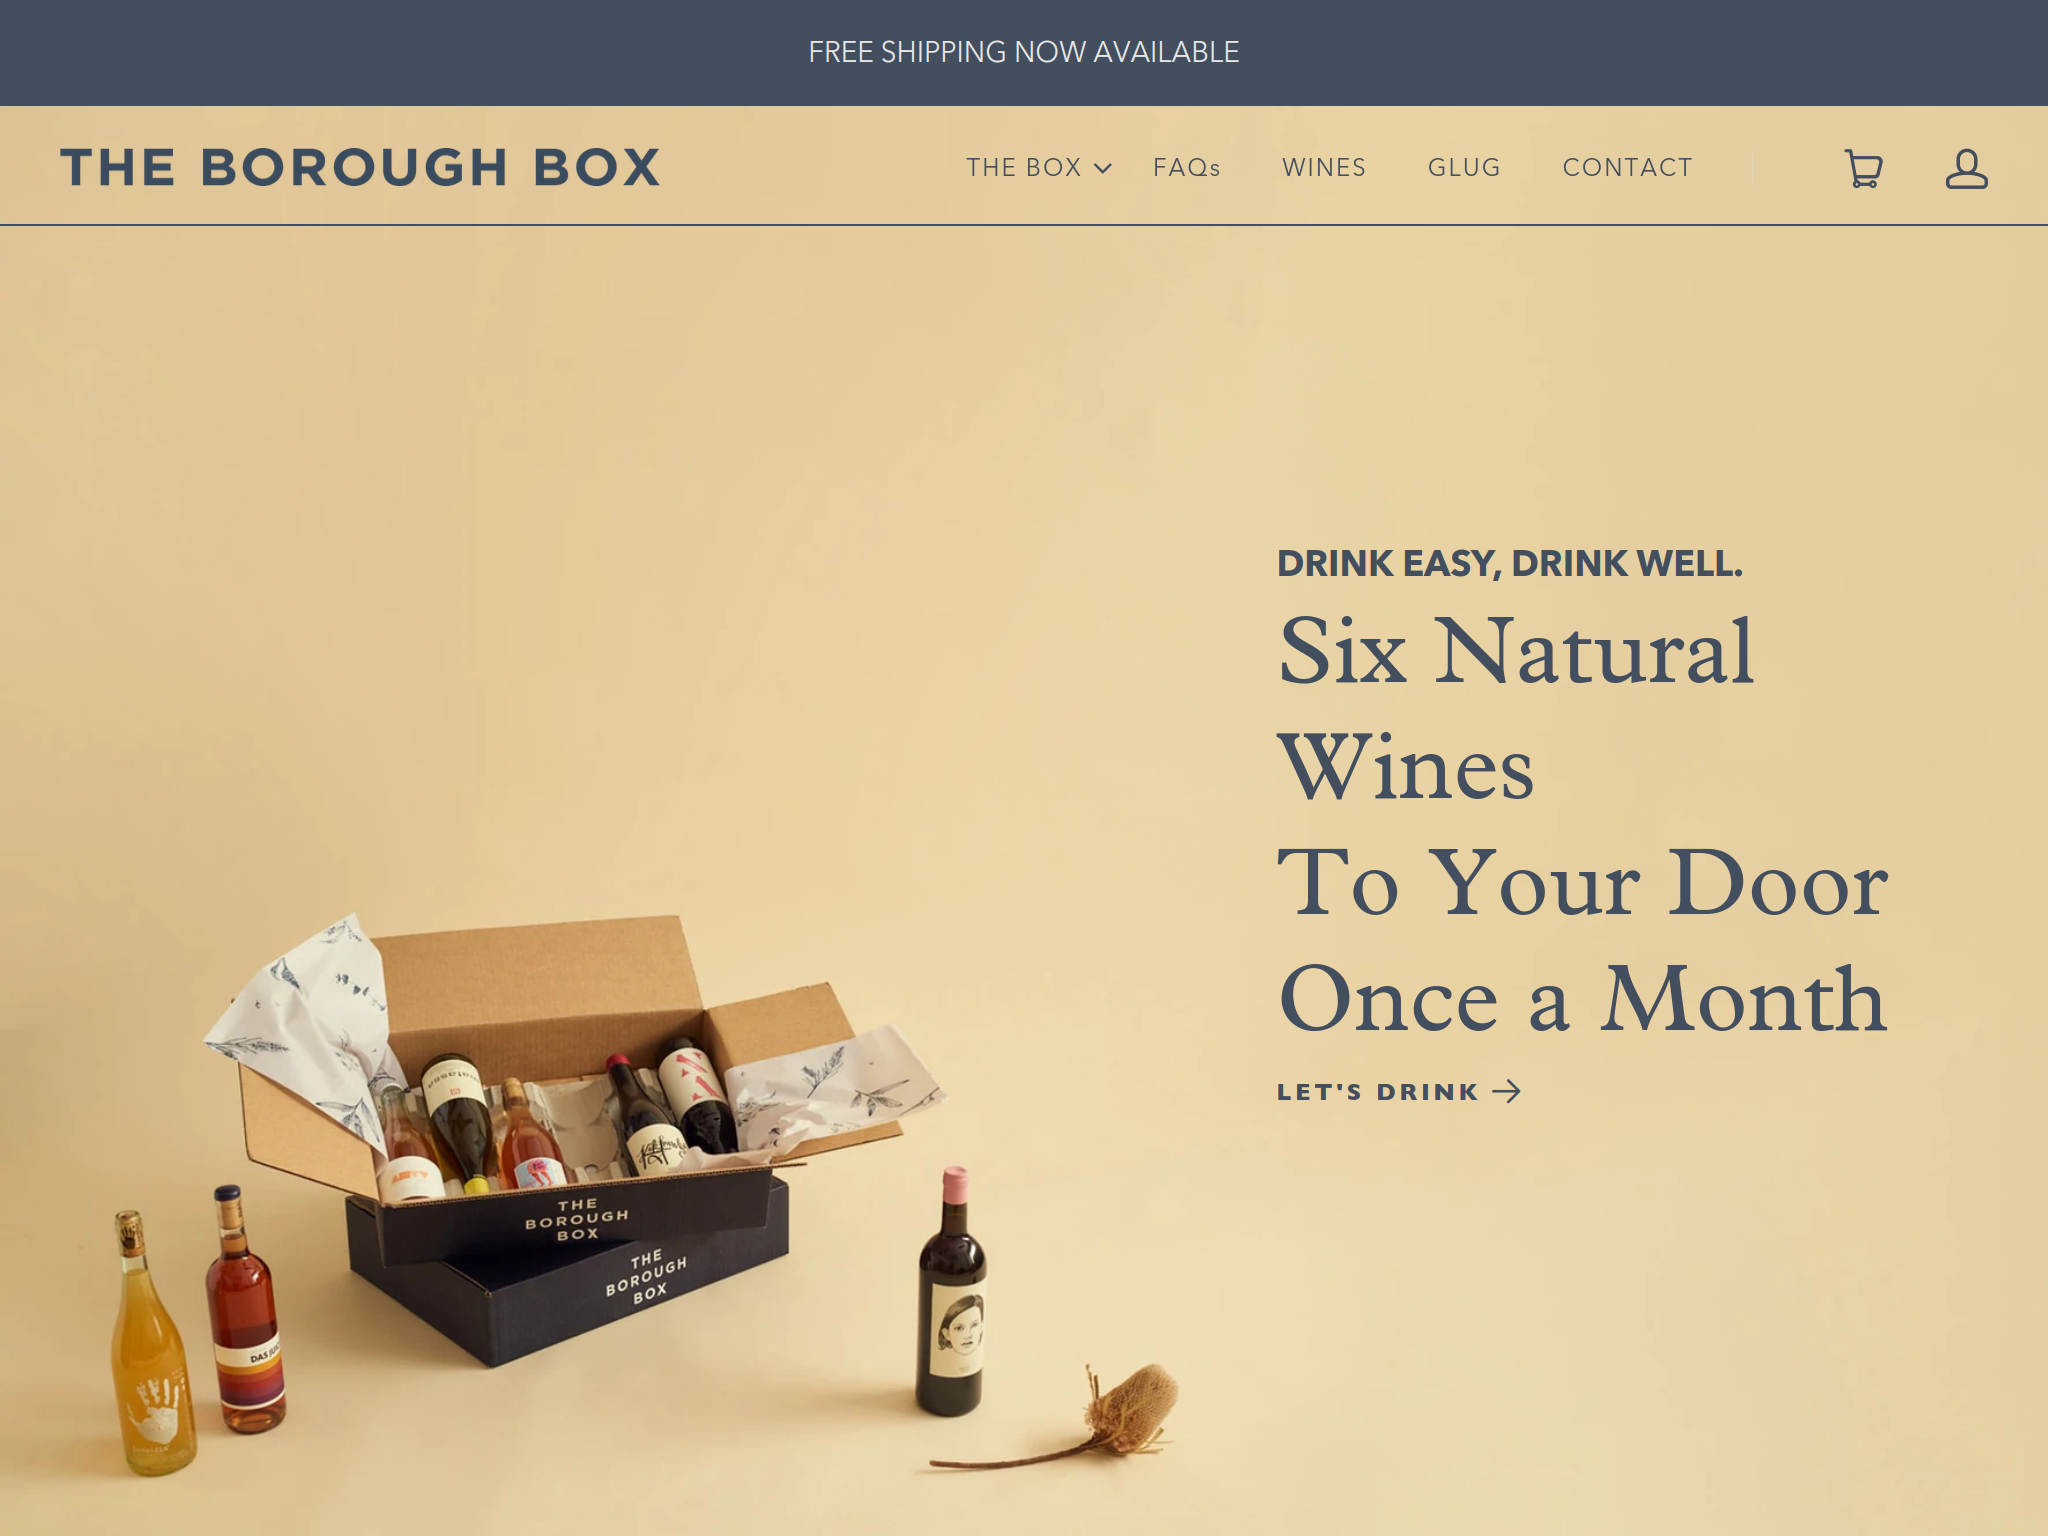 FREE SHIPPING NOW AVAILABLE
THE BOROUGH BOX
THE BOX
FAQs
WINES
GLUG
CONTACT
DRINK EASY, DRINK WELL.
Six Natural
Wines
To Your Door
Once a Month
LET'S DRINK
THE
BOROUGH
BOX
THE
BOROUGH
BOX